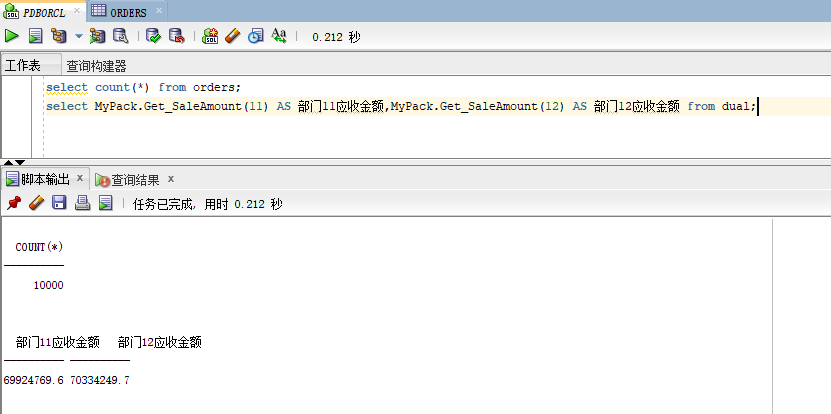 PDBORCL ORDERS
SQL Aa 0.212 秒
工作表 查询构建器
select count(*) from orders;
select MyPack.Get_SaleAmount(11) AS 部门11应收金额,MyPack.Get_SaleAmount(12) AS 部门12应收金额 from dual;
脚本输出 x 查询结果 x
任务已完成, 用时 0.212 秒
COUNT(*)
----------
10000
部门11应收金额 部门12应收金额
---------- ----------
69924769.6 70334249.7